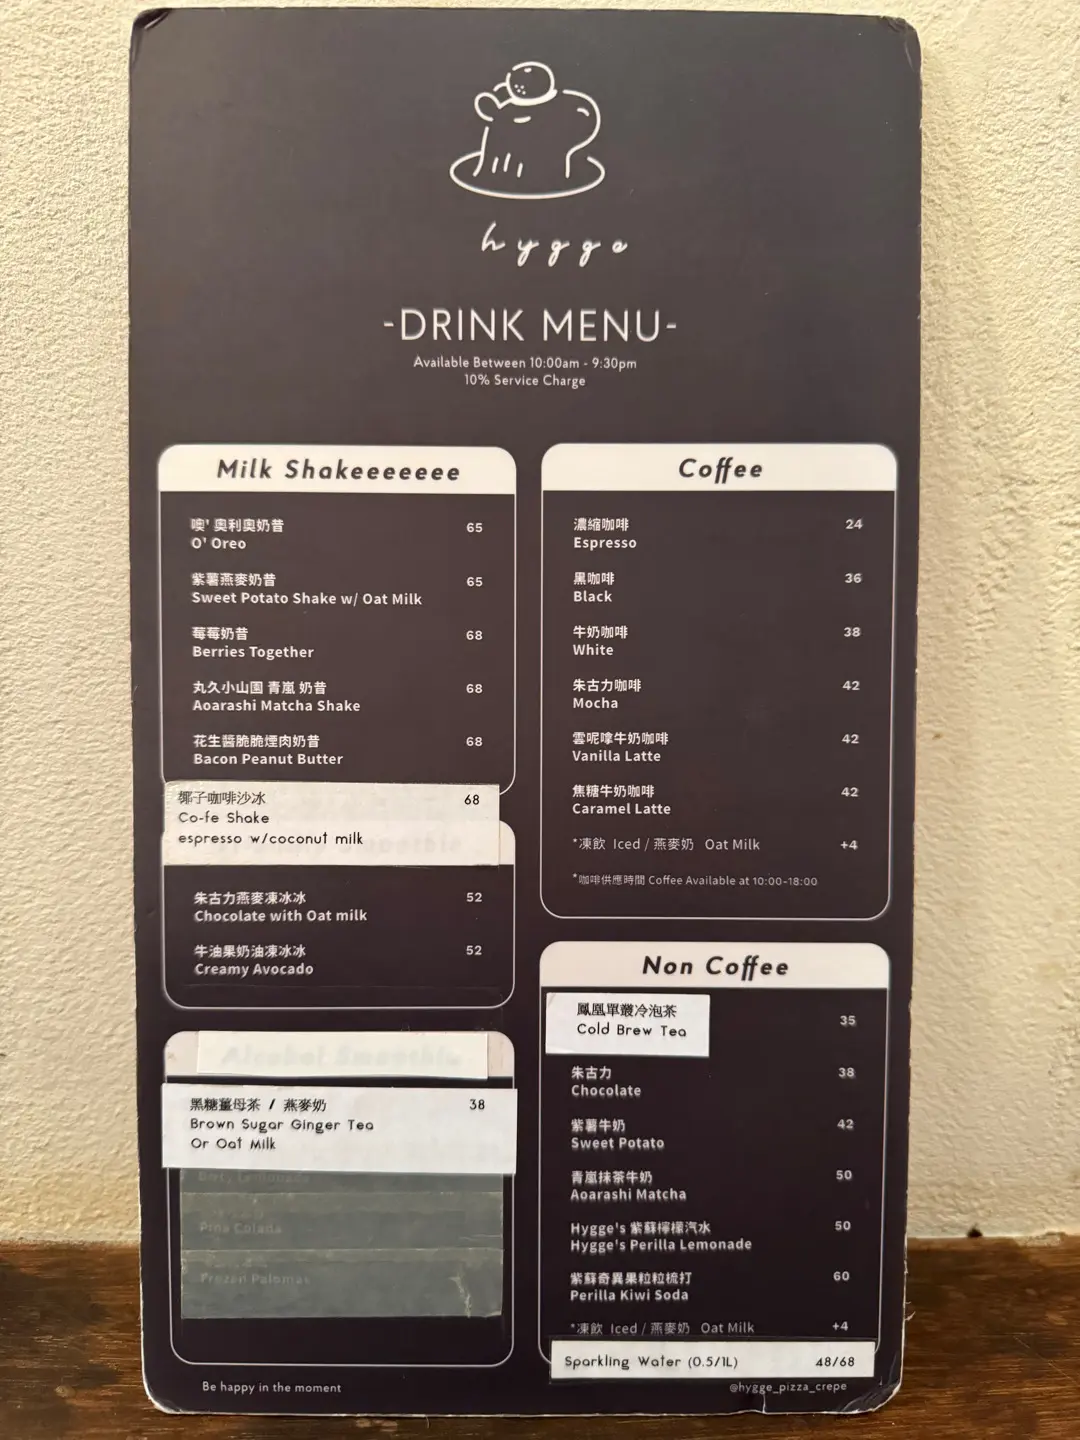 hygge
-DRINK MENU-
Available Between 10:00am - 9:30pm
10% Service Charge
Milk Shakeeeeeee
噢' 奧利奧奶昔 65
O' Oreo
紫薯燕麥奶昔 65
Sweet Potato Shake w/ Oat Milk
莓莓奶昔 68
Berries Together
丸久小山園 青嵐 奶昔 68
Aoarashi Matcha Shake
花生醬脆脆煙肉奶昔 68
Bacon Peanut Butter
椰子咖啡沙冰 68
Co-fe Shake
espresso w/coconut milk
朱古力燕麥凍冰冰 52
Chocolate with Oat milk
牛油果奶油凍冰冰 52
Creamy Avocado
Alcohol Smoothie
黑糖薑母茶 / 燕麥奶 38
Brown Sugar Ginger Tea
Or Oat Milk
Pina Colada
Frozen Palomas
Be happy in the moment
Coffee
濃縮咖啡 24
Espresso
黑咖啡 36
Black
牛奶咖啡 38
White
朱古力咖啡 42
Mocha
雲呢拿牛奶咖啡 42
Vanilla Latte
焦糖牛奶咖啡 42
Caramel Latte
*凍飲 Iced / 燕麥奶 Oat Milk +4
*咖啡供應時間 Coffee Available at 10:00-18:00
Non Coffee
鳳凰單叢冷泡茶 35
Cold Brew Tea
朱古力 38
Chocolate
紫薯牛奶 42
Sweet Potato
青嵐抹茶牛奶 50
Aoarashi Matcha
Hygge's 紫蘇檸檬汽水 50
Hygge's Perilla Lemonade
紫蘇奇異果粒粒梳打 60
Perilla Kiwi Soda
*凍飲 Iced / 燕麥奶 Oat Milk +4
Sparkling Water (0.5/1L) 48/68
@hygge_pizza_crepe